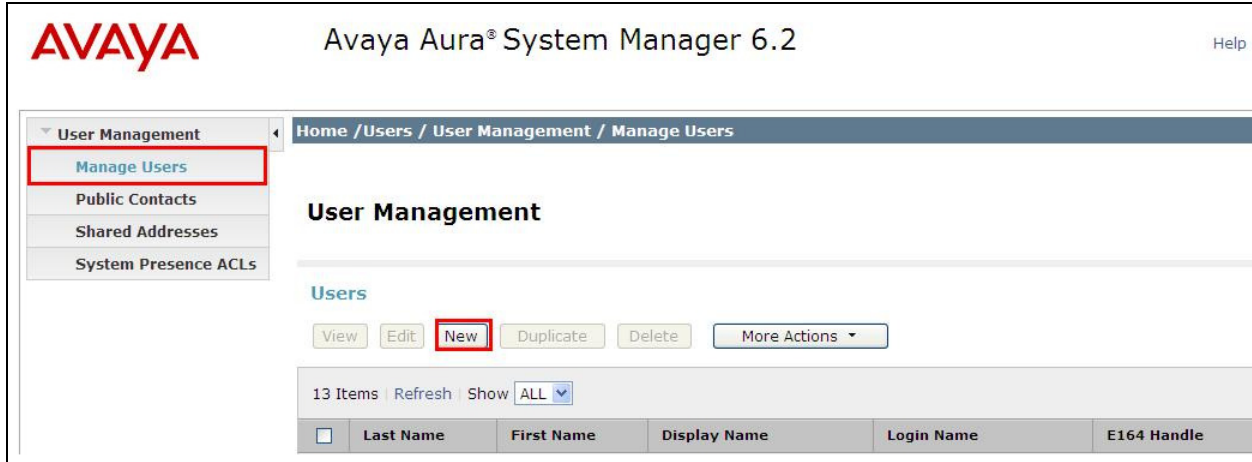 AVAYA
Avaya Aura® System Manager 6.2
Help
User Management
Manage Users
Public Contacts
Shared Addresses
System Presence ACLs
Home /Users / User Management / Manage Users
User Management
Users
View Edit New Duplicate Delete More Actions
13 Items Refresh Show ALL
Last Name First Name Display Name Login Name E164 Handle